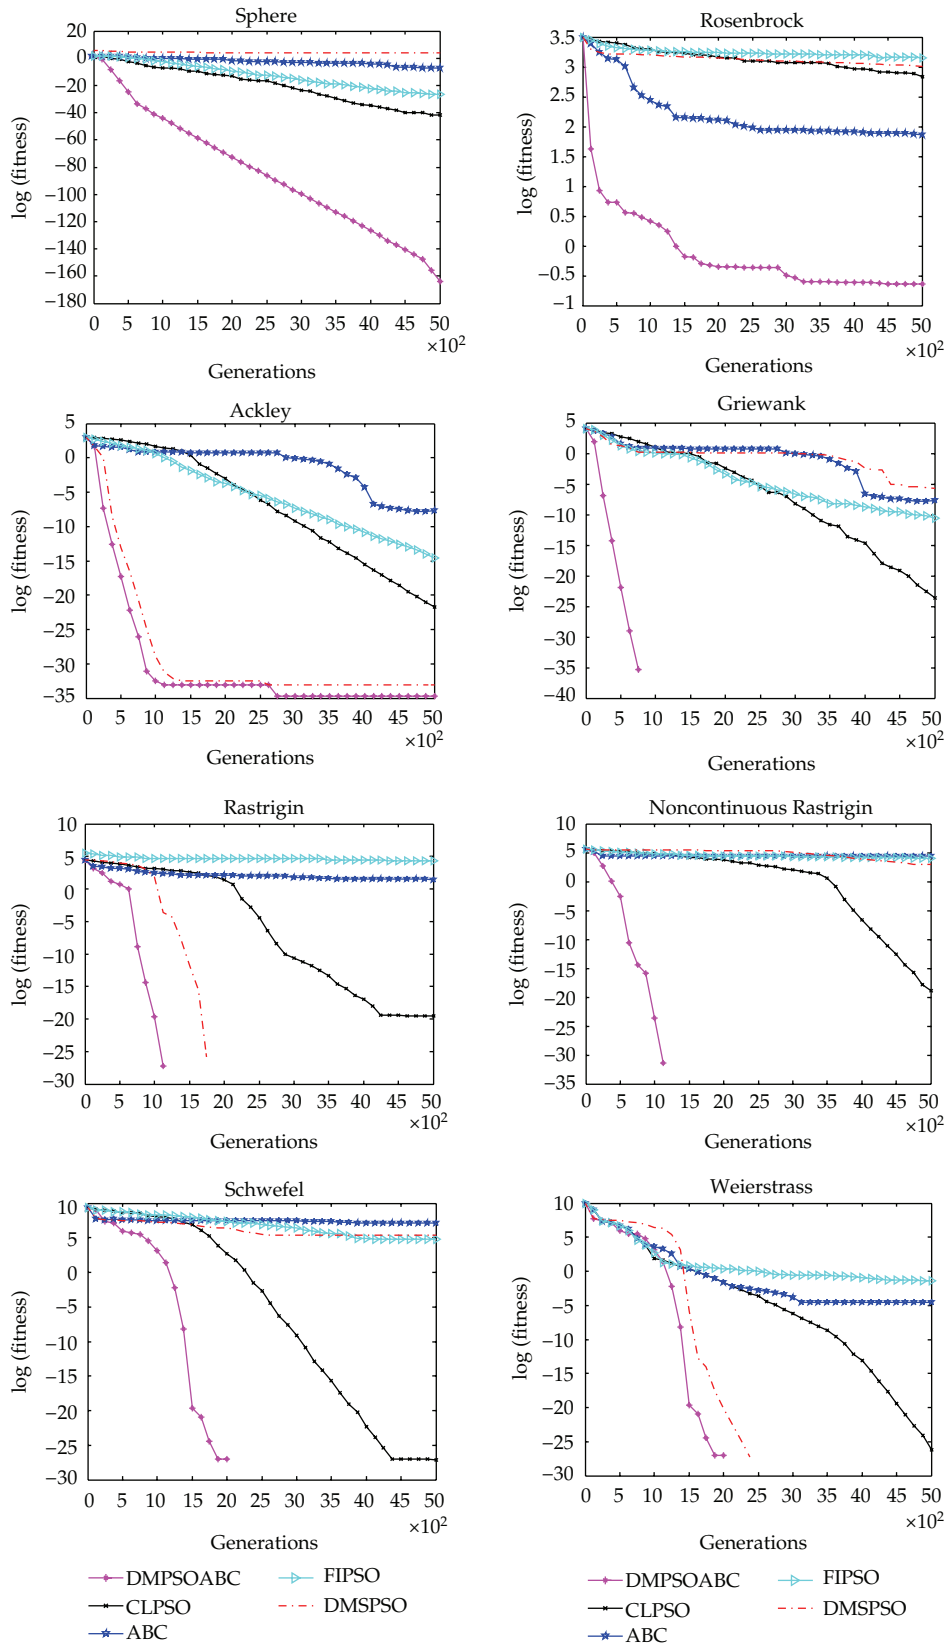 Sphere
20
0
−20
−40
−60
−80
−100
−120
−140
−160
−180
log (fitness)
0 5 10 15 20 25 30 35 40 45 50
×10²
Generations
Rosenbrock
3.5
3
2.5
2
1.5
1
0.5
0
−0.5
−1
log (fitness)
0 5 10 15 20 25 30 35 40 45 50
×10²
Generations
Ackley
5
0
−5
−10
−15
−20
−25
−30
−35
log (fitness)
0 5 10 15 20 25 30 35 40 45 50
×10²
Generations
Griewank
5
0
−5
−10
−15
−20
−25
−30
−35
−40
log (fitness)
0 5 10 15 20 25 30 35 40 45 50
×10²
Generations
Rastrigin
10
5
0
−5
−10
−15
−20
−25
−30
log (fitness)
0 5 10 15 20 25 30 35 40 45 50
×10²
Generations
Noncontinuous Rastrigin
10
5
0
−5
−10
−15
−20
−25
−30
−35
log (fitness)
0 5 10 15 20 25 30 35 40 45 50
×10²
Generations
Schwefel
10
5
0
−5
−10
−15
−20
−25
−30
log (fitness)
0 5 10 15 20 25 30 35 40 45 50
×10²
Generations
Weierstrass
10
5
0
−5
−10
−15
−20
−25
−30
log (fitness)
0 5 10 15 20 25 30 35 40 45 50
×10²
Generations
DMPSOABC
CLPSO
ABC
FIPSO
DMSPSO
DMPSOABC
CLPSO
ABC
FIPSO
DMSPSO